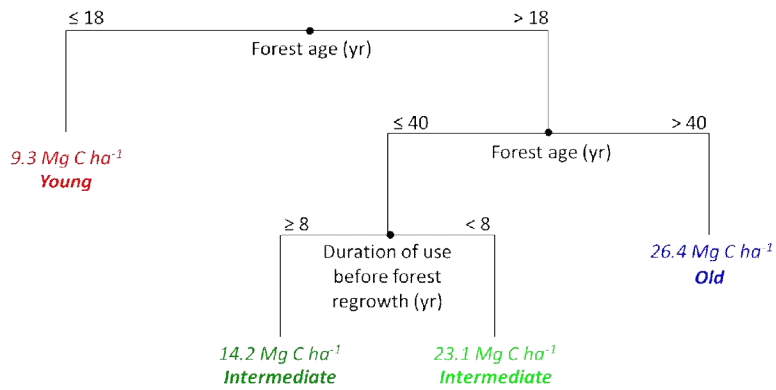 ≤ 18
> 18
Forest age (yr)
≤ 40
> 40
Forest age (yr)
9.3 Mg C ha⁻¹
Young
≥ 8
< 8
Duration of use
before forest
regrowth (yr)
26.4 Mg C ha⁻¹
Old
14.2 Mg C ha⁻¹
Intermediate
23.1 Mg C ha⁻¹
Intermediate